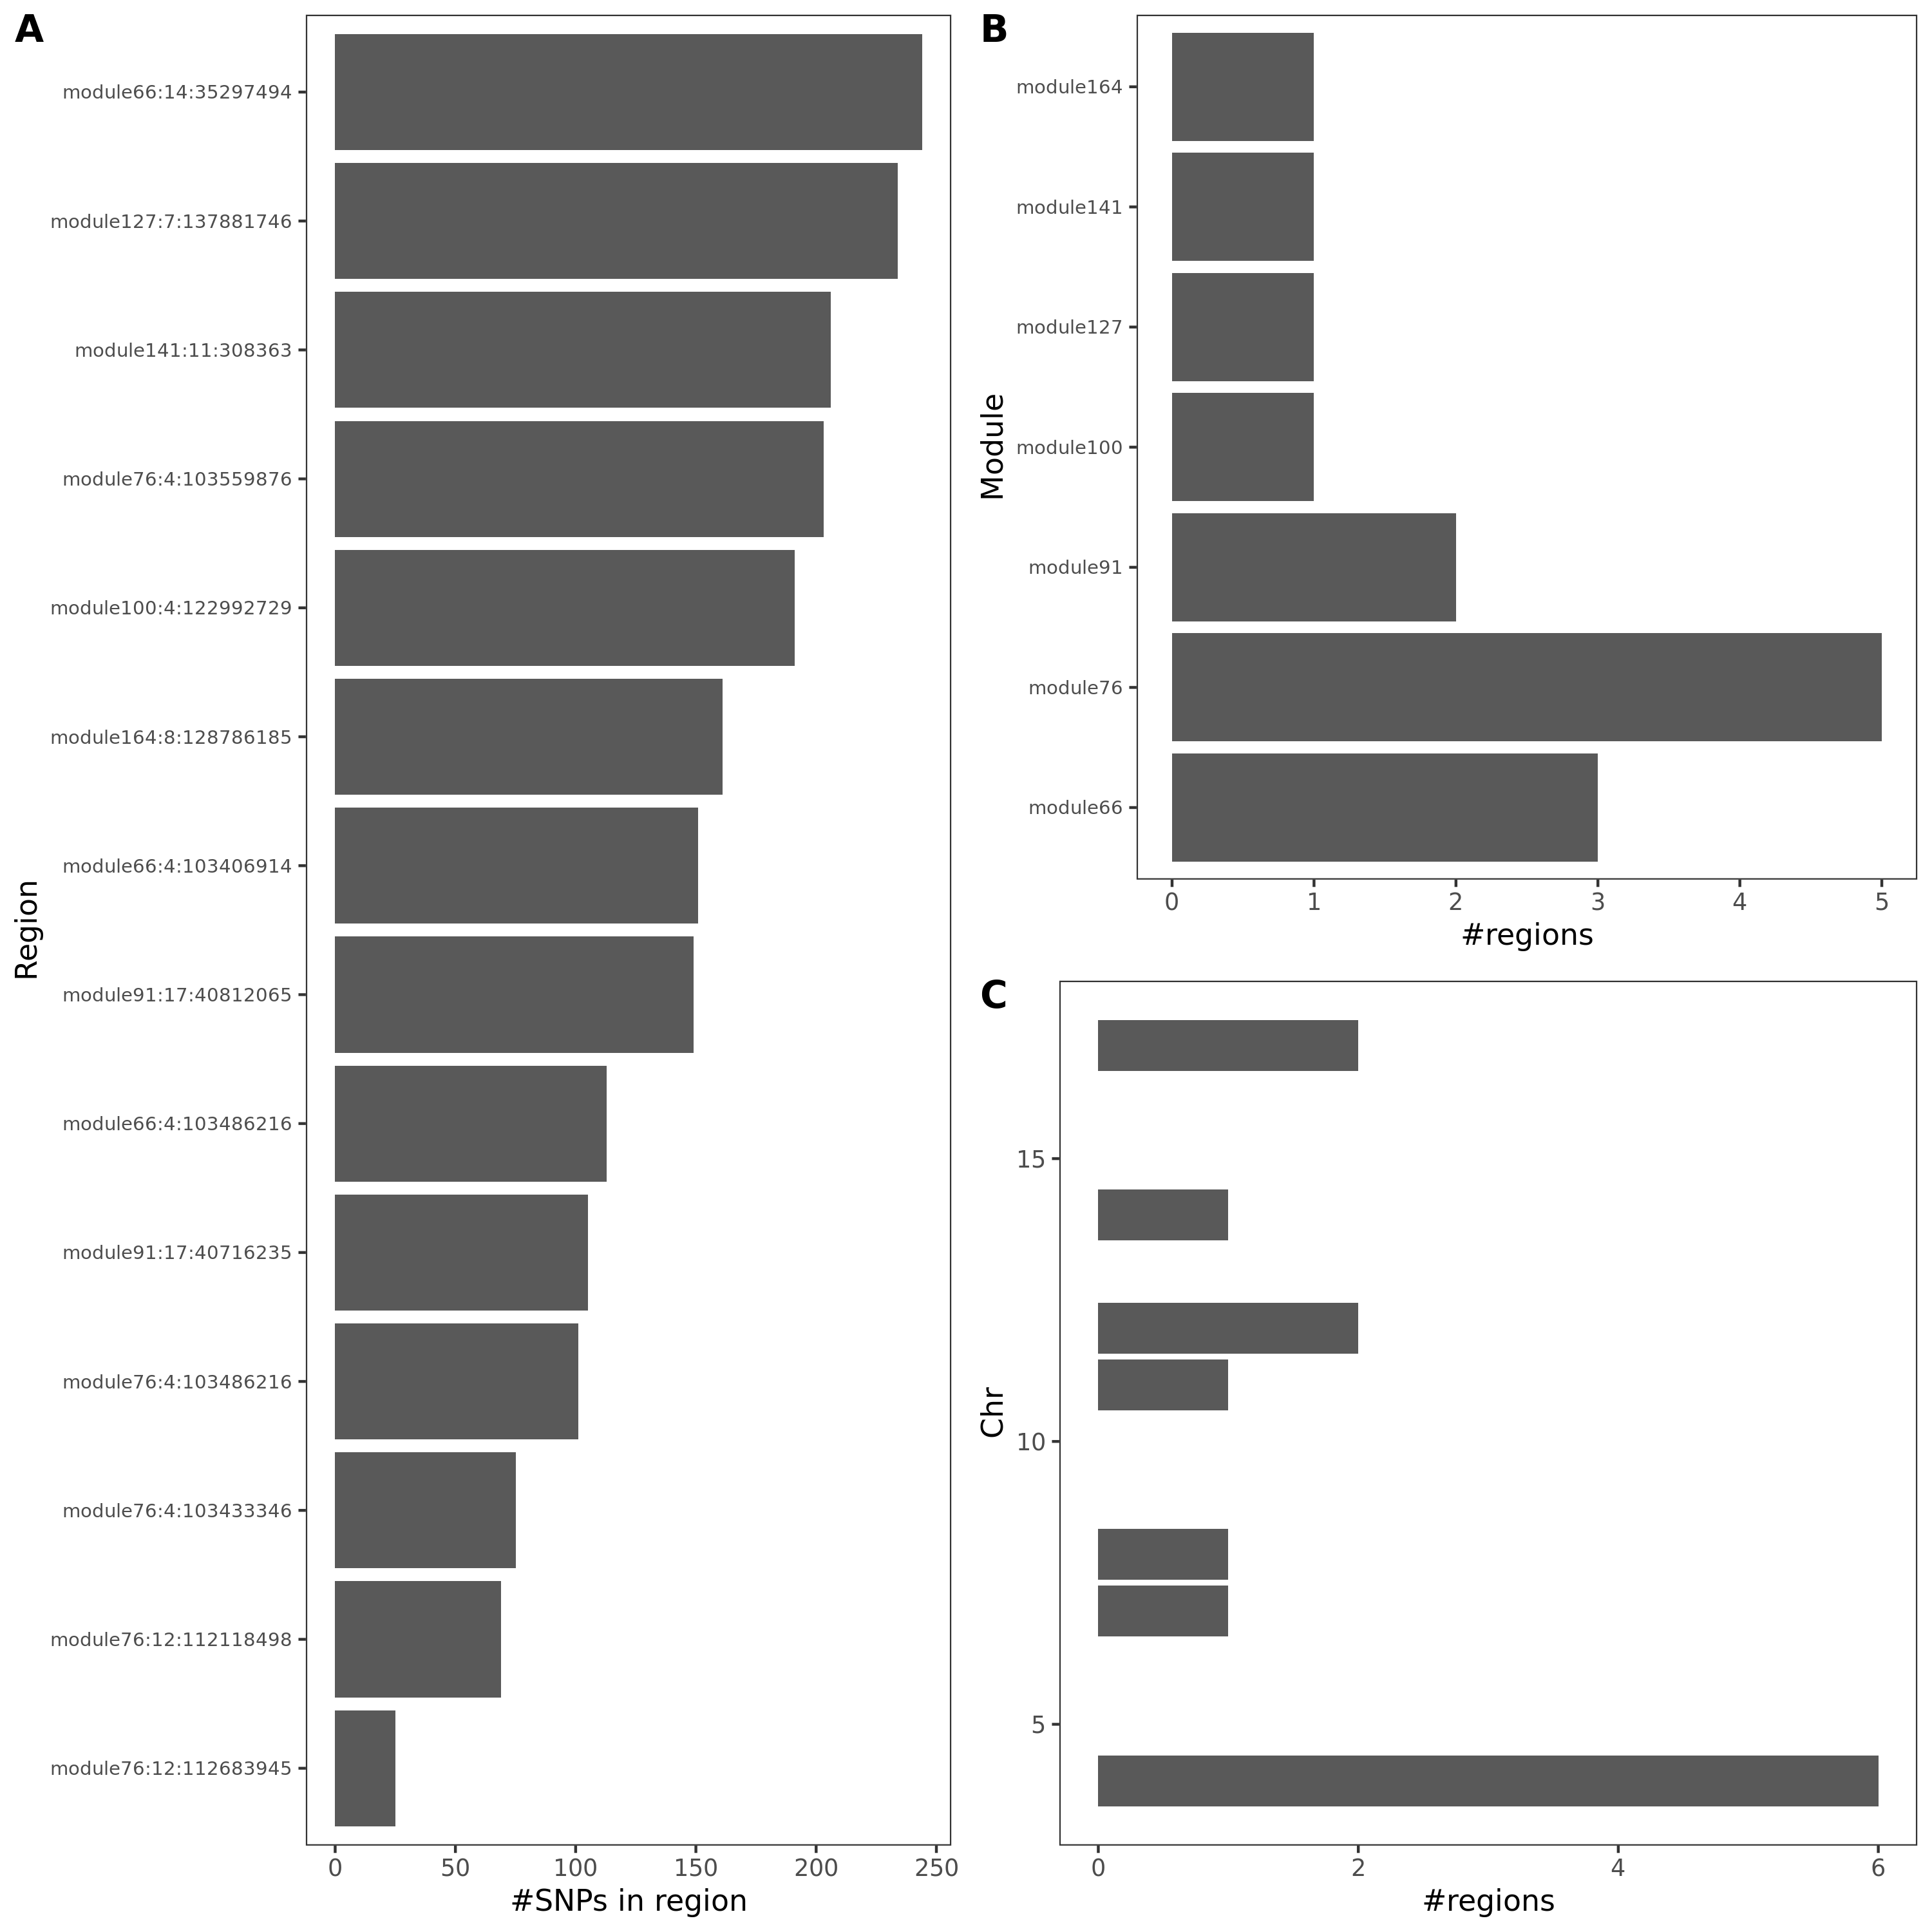 A
Region
module66:14:35297494
module127:7:137881746
module141:11:308363
module76:4:103559876
module100:4:122992729
module164:8:128786185
module66:4:103406914
module91:17:40812065
module66:4:103486216
module91:17:40716235
module76:4:103486216
module76:4:103433346
module76:12:112118498
module76:12:112683945
0 50 100 150 200 250
#SNPs in region
B
Module
module164
module141
module127
module100
module91
module76
module66
0 1 2 3 4 5
#regions
C
Chr
15
10
5
0 2 4 6
#regions